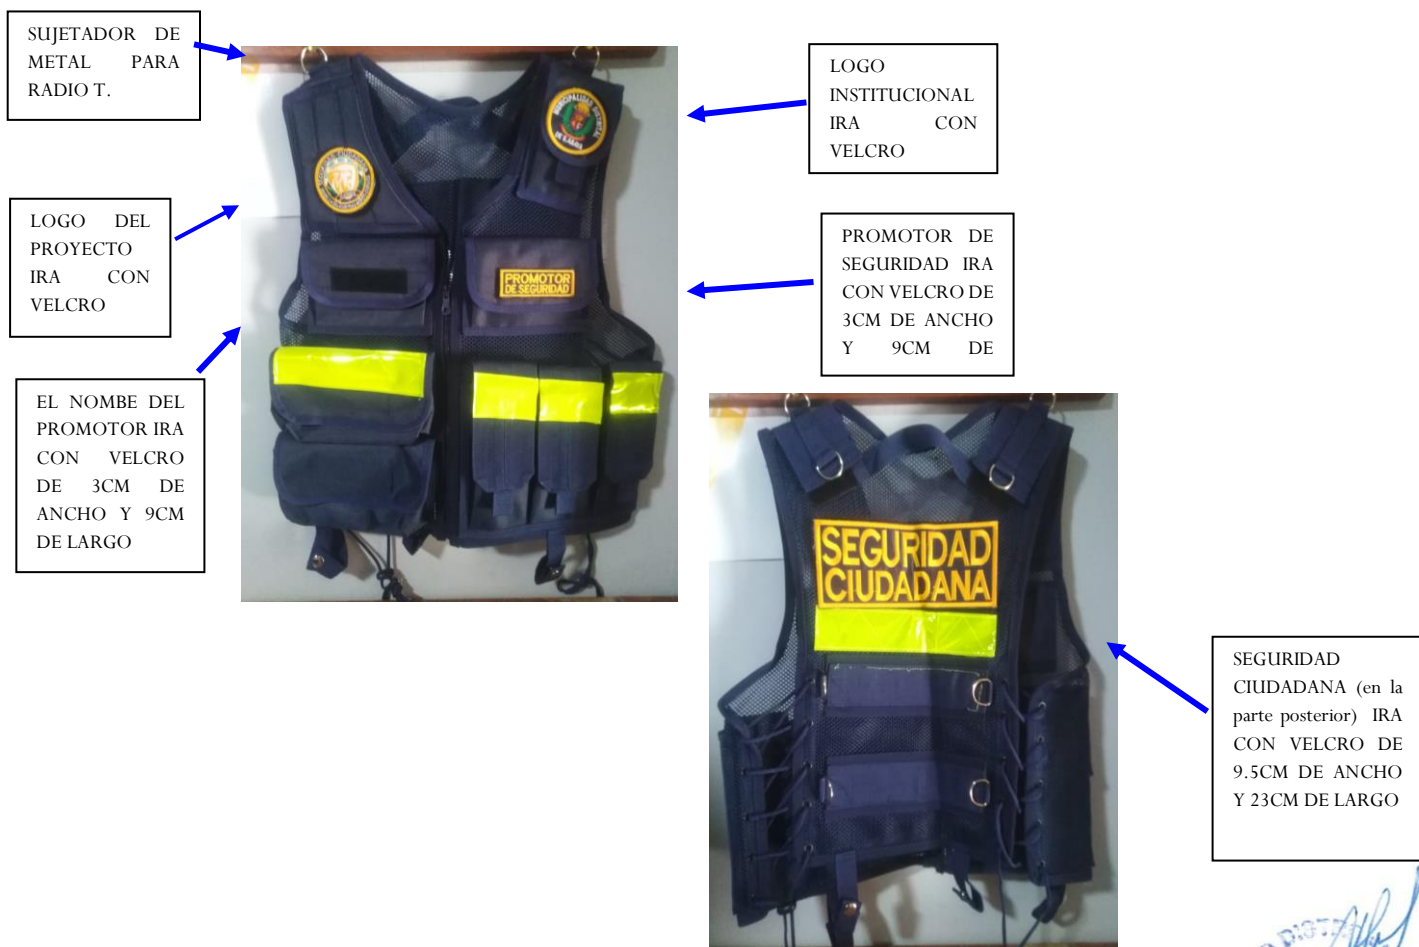 SUJETADOR DE
METAL PARA
RADIO T.
LOGO
INSTITUCIONAL
IRA CON
VELCRO
LOGO DEL
PROYECTO
IRA CON
VELCRO
PROMOTOR DE
SEGURIDAD IRA
CON VELCRO DE
3CM DE ANCHO
Y 9CM DE
EL NOMBE DEL
PROMOTOR IRA
CON VELCRO
DE 3CM DE
ANCHO Y 9CM
DE LARGO
PROMOTOR
DE SEGURIDAD
SEGURIDAD
CIUDADANA
SEGURIDAD
CIUDADANA (en la
parte posterior) IRA
CON VELCRO DE
9.5CM DE ANCHO
Y 23CM DE LARGO